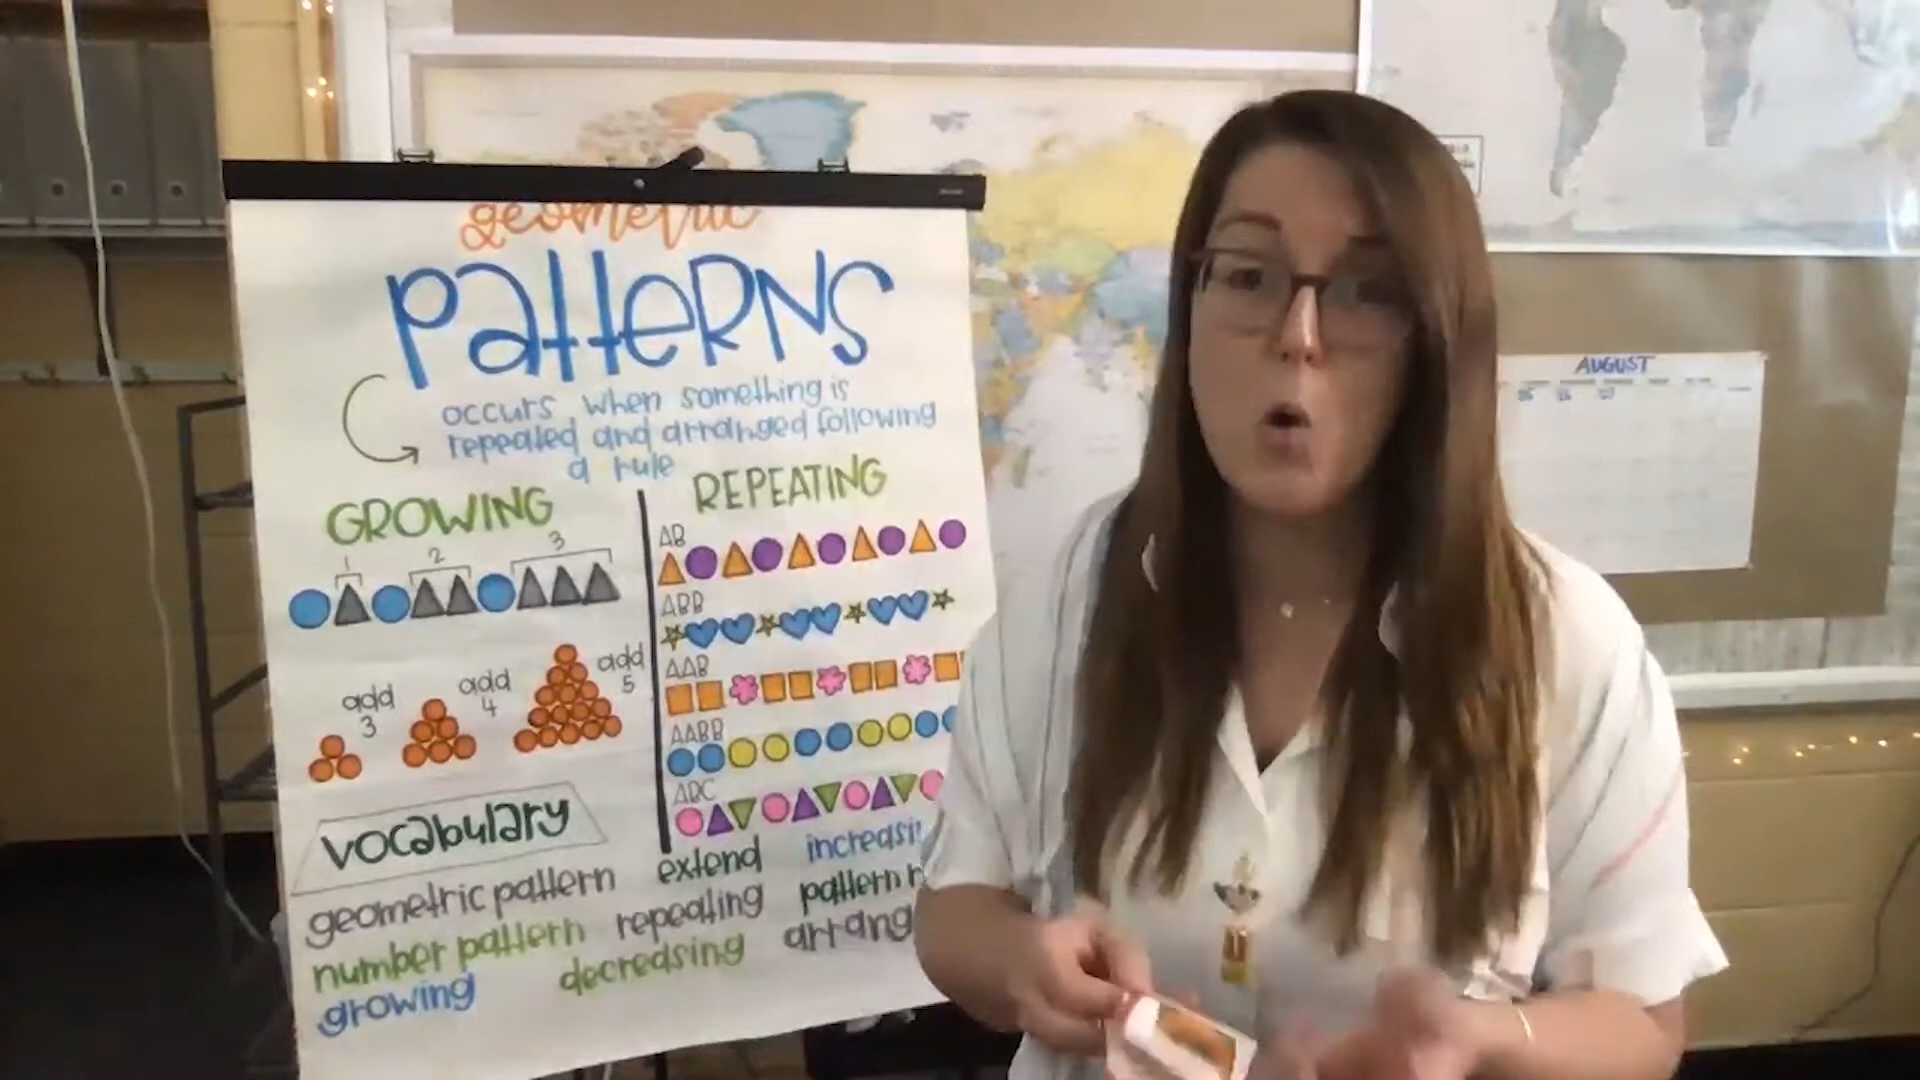 geometric
PatteRNS
occurs when something is
repeated and arranged following
a rule
GROWING
1 2 3
add
3
add
4
add
5
REPEATING
AB
ABB
AAB
AABB
ABC
vocabulary
geometric pattern
number pattern
growing
extend
repeating
decreasing
pattern
AUGUST